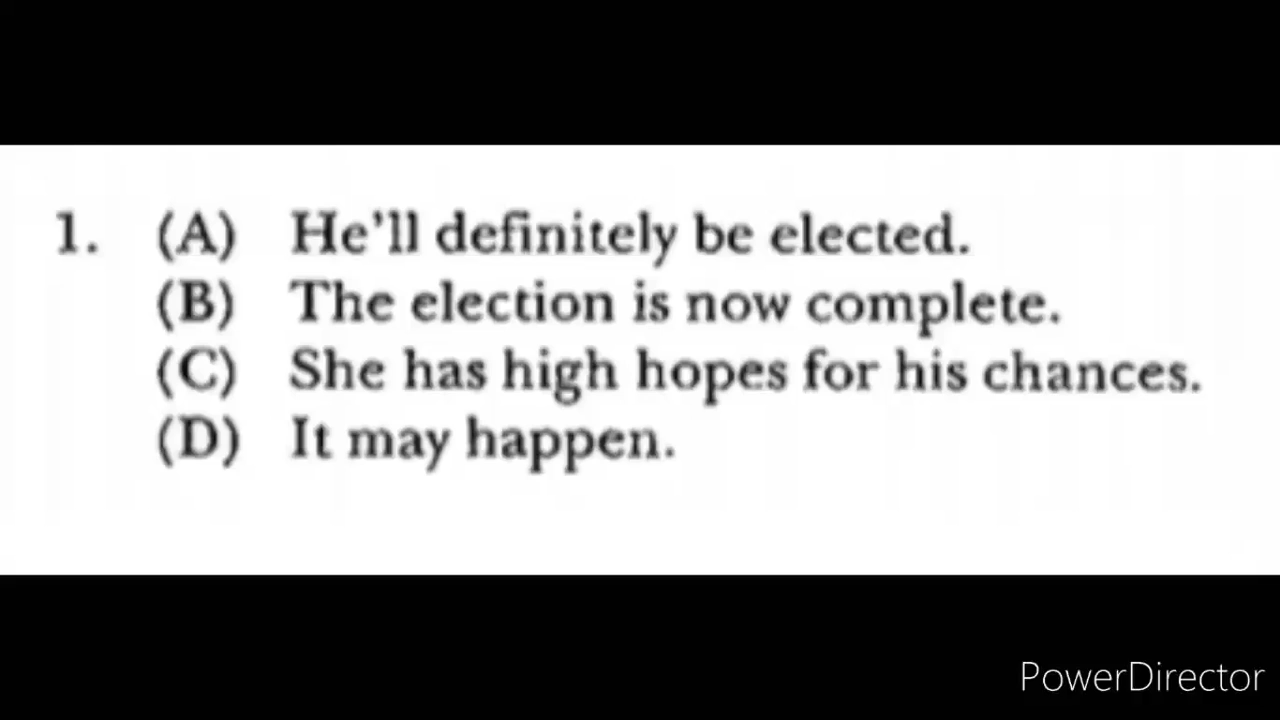 1. (A) He'll definitely be elected.
(B) The election is now complete.
(C) She has high hopes for his chances.
(D) It may happen.
PowerDirector